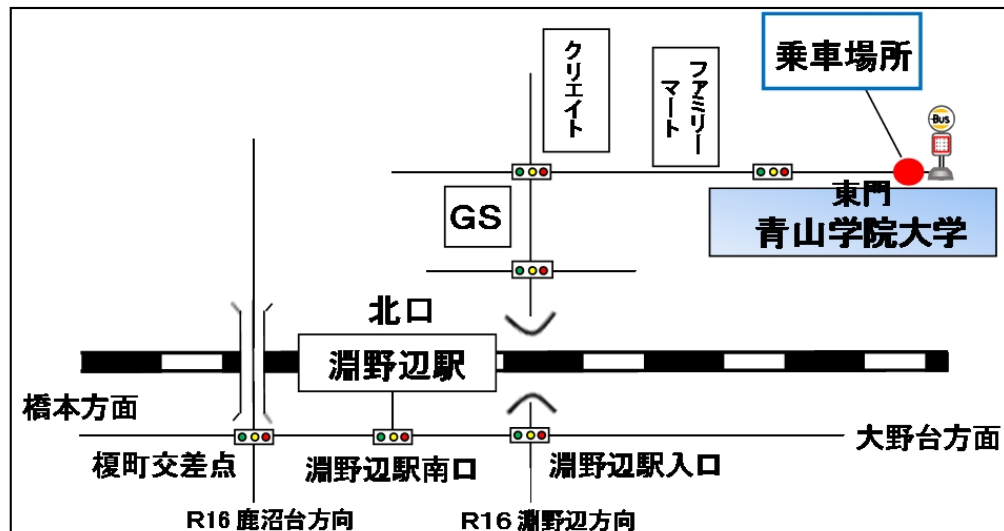 クリエイト
ファミリー
マート
乗車場所
Bus
東門
青山学院大学
GS
北口
淵野辺駅
橋本方面
大野台方面
榎町交差点
淵野辺駅南口
淵野辺駅入口
R16 鹿沼台方向
R16 淵野辺方向